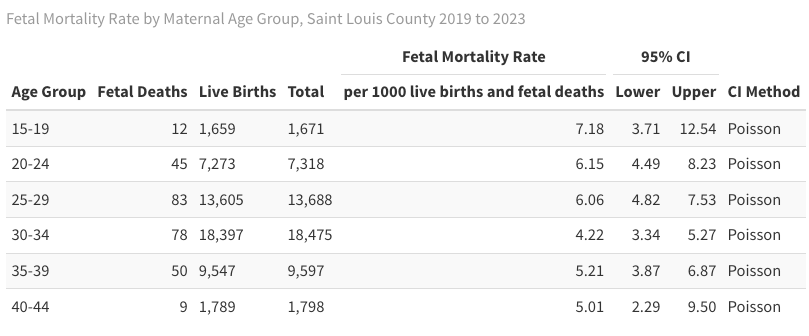 Fetal Mortality Rate by Maternal Age Group, Saint Louis County 2019 to 2023
Fetal Mortality Rate 95% CI
Age Group Fetal Deaths Live Births Total per 1000 live births and fetal deaths Lower Upper CI Method
15-19 12 1,659 1,671 7.18 3.71 12.54 Poisson
20-24 45 7,273 7,318 6.15 4.49 8.23 Poisson
25-29 83 13,605 13,688 6.06 4.82 7.53 Poisson
30-34 78 18,397 18,475 4.22 3.34 5.27 Poisson
35-39 50 9,547 9,597 5.21 3.87 6.87 Poisson
40-44 9 1,789 1,798 5.01 2.29 9.50 Poisson